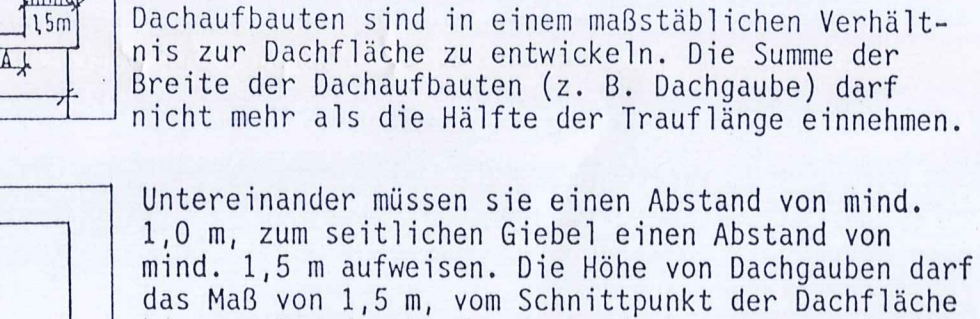 1,5m
A
Dachaufbauten sind in einem maßstäblichen Verhält-
nis zur Dachfläche zu entwickeln. Die Summe der
Breite der Dachaufbauten (z. B. Dachgaube) darf
nicht mehr als die Hälfte der Trauflänge einnehmen.
Untereinander müssen sie einen Abstand von mind.
1,0 m, zum seitlichen Giebel einen Abstand von
mind. 1,5 m aufweisen. Die Höhe von Dachgauben darf
das Maß von 1,5 m, vom Schnittpunkt der Dachfläche